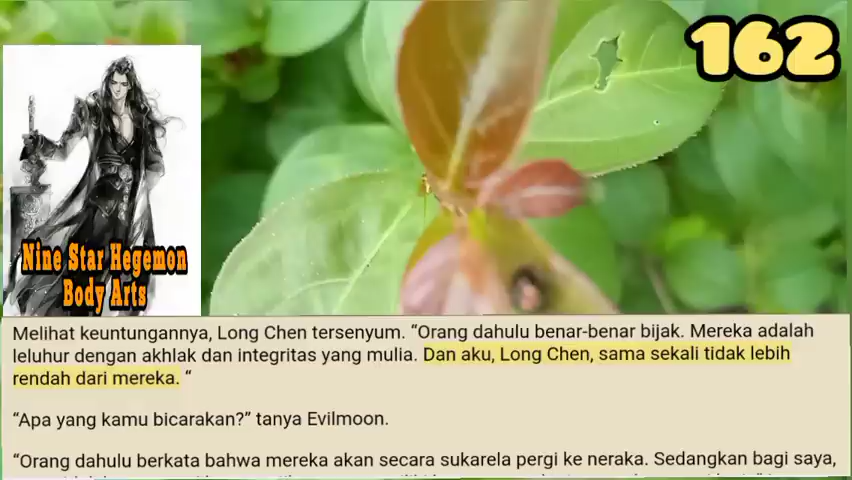 162
Nine Star Hegemon
Body Arts
Melihat keuntungannya, Long Chen tersenyum. “Orang dahulu benar-benar bijak. Mereka adalah
leluhur dengan akhlak dan integritas yang mulia. Dan aku, Long Chen, sama sekali tidak lebih
rendah dari mereka. “
“Apa yang kamu bicarakan?” tanya Evilmoon.
“Orang dahulu berkata bahwa mereka akan secara sukarela pergi ke neraka. Sedangkan bagi saya,